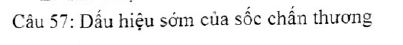 Câu 57: Dấu hiệu sớm của sốc chấn thương